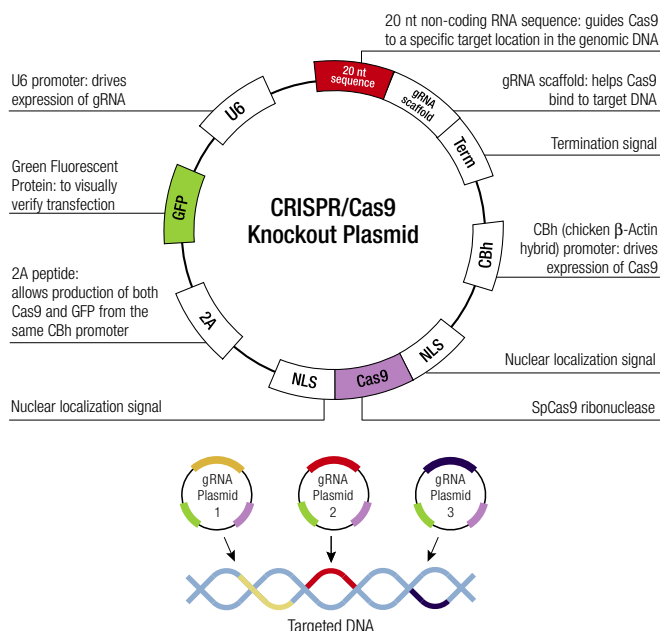 20 nt non-coding RNA sequence: guides Cas9
to a specific target location in the genomic DNA
U6 promoter: drives
expression of gRNA
20 nt
sequence
gRNA
scaffold
gRNA scaffold: helps Cas9
bind to target DNA
U6
Term
Termination signal
Green Fluorescent
Protein: to visually
verify transfection
GFP
CRISPR/Cas9
Knockout Plasmid
CBh
CBh (chicken β-Actin
hybrid) promoter: drives
expression of Cas9
2A peptide:
allows production of both
Cas9 and GFP from the
same CBh promoter
2A
NLS
Cas9
NLS
Nuclear localization signal
Nuclear localization signal
SpCas9 ribonuclease
gRNA
Plasmid
1
gRNA
Plasmid
2
gRNA
Plasmid
3
Targeted DNA